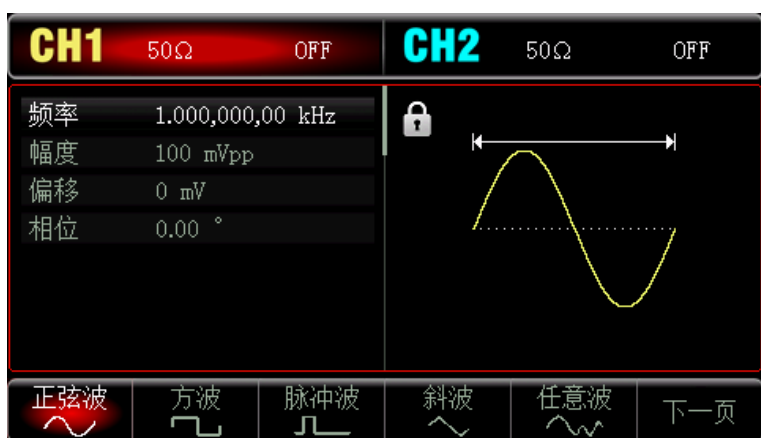 CH1 50Ω OFF CH2 50Ω OFF
频率 1.000,000,00 kHz
幅度 100 mVpp
偏移 0 mV
相位 0.00 °
正弦波 方波 脉冲波 斜波 任意波 下一页